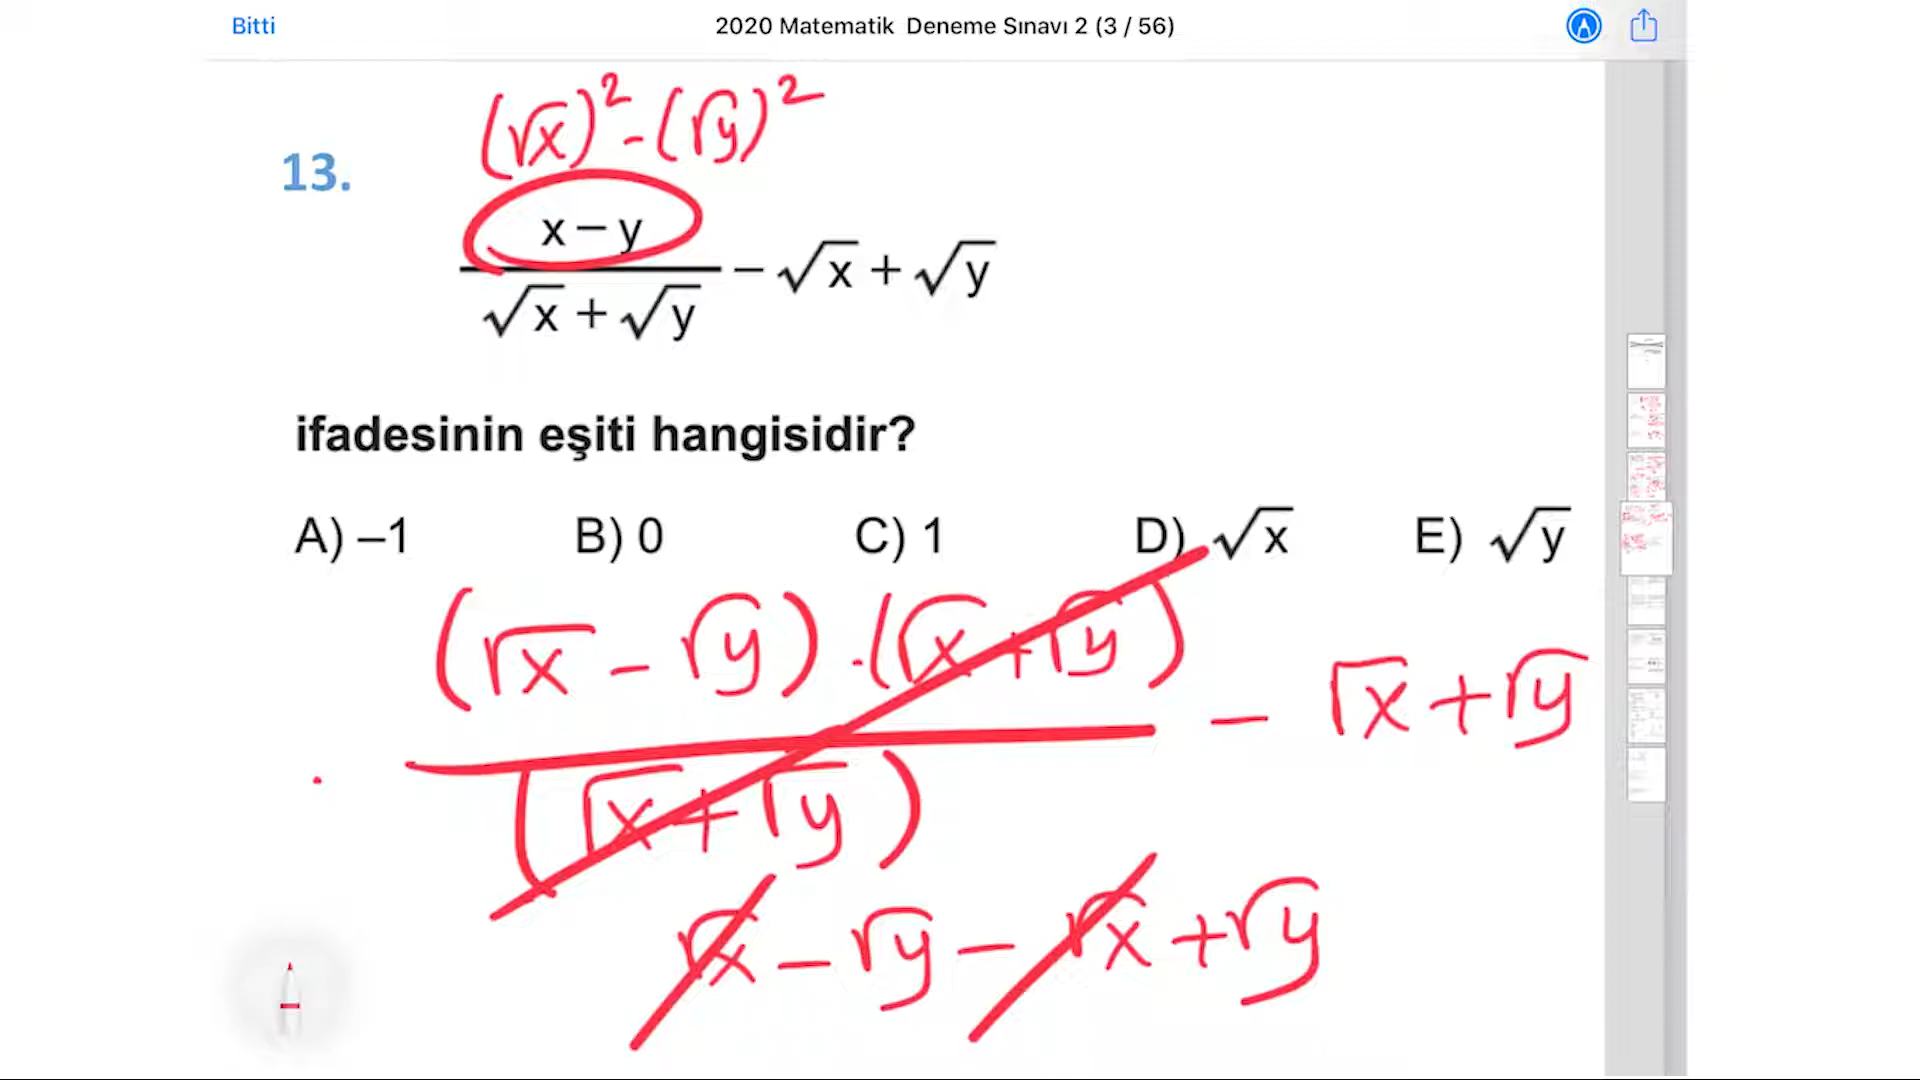 Bitti
2020 Matematik Deneme Sınavı 2 (3 / 56)
(√x)² - (√y)²
13.
x − y
− √x + √y
√x + √y
ifadesinin eşiti hangisidir?
A) –1 B) 0 C) 1 D) √x E) √y
(√x - √y) . (√x + √y)
- √x + √y
(√x + √y)
√x - √y - √x + √y